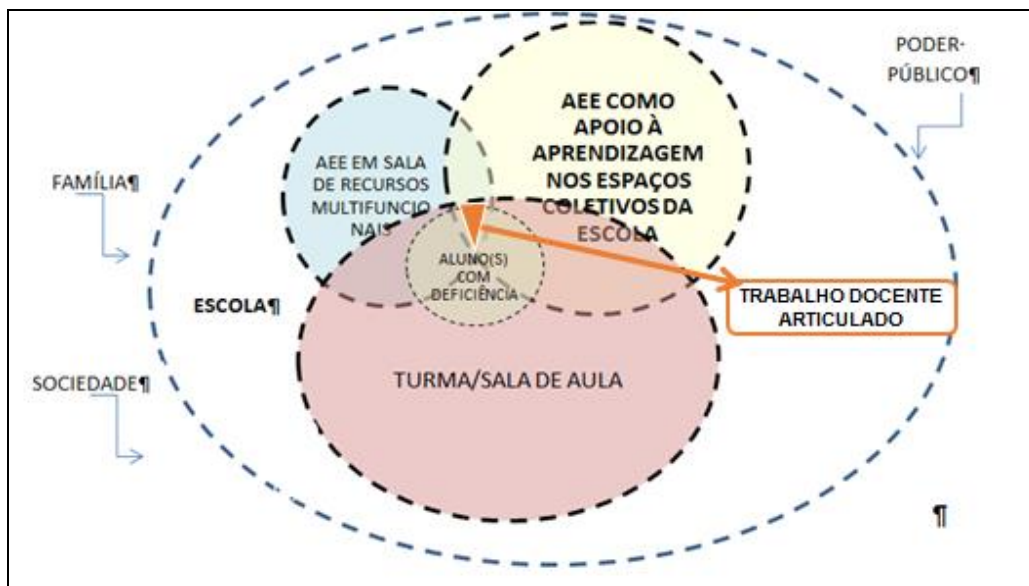 PODER-
PÚBLICO¶
AEE COMO
APOIO À
APRENDIZAGEM
NOS ESPAÇOS
COLETIVOS DA
ESCOLA
AEE EM SALA
DE RECURSOS
MULTIFUNCIO
NAIS
FAMÍLIA¶
ALUNO(S)
COM
DEFICIÊNCIA
ESCOLA¶
TRABALHO DOCENTE
ARTICULADO
SOCIEDADE¶
TURMA/SALA DE AULA
¶